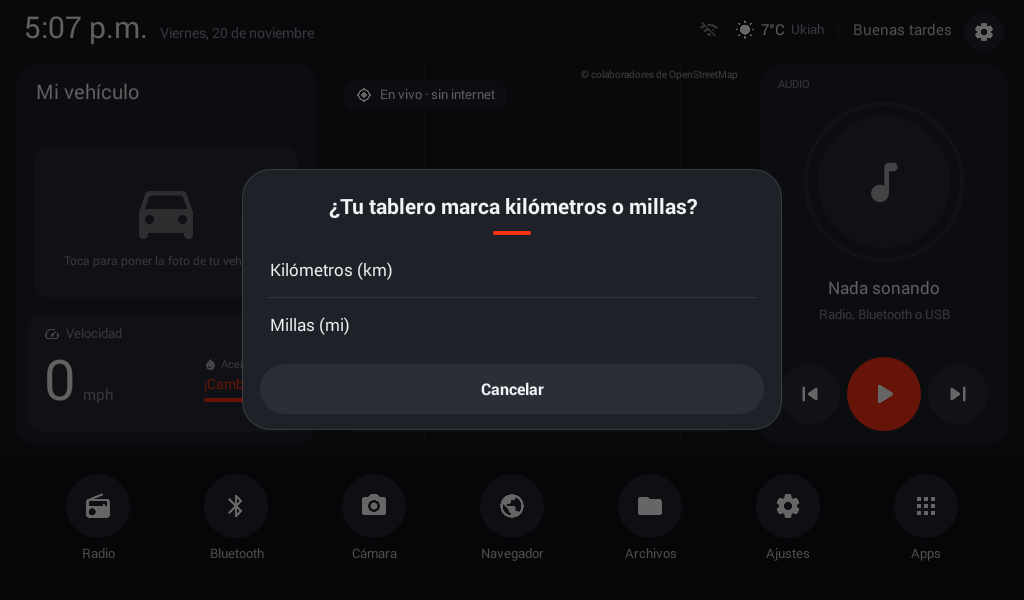 5:07 p.m.
Viernes, 20 de noviembre
7°C Ukiah
Buenas tardes
Mi vehículo
En vivo · sin internet
© colaboradores de OpenStreetMap
AUDIO
¿Tu tablero marca kilómetros o millas?
Kilómetros (km)
Millas (mi)
Cancelar
Toca para poner la foto de tu
Velocidad
0 mph
Nada sonando
Radio, Bluetooth o USB
Radio
Bluetooth
Cámara
Navegador
Archivos
Ajustes
Apps